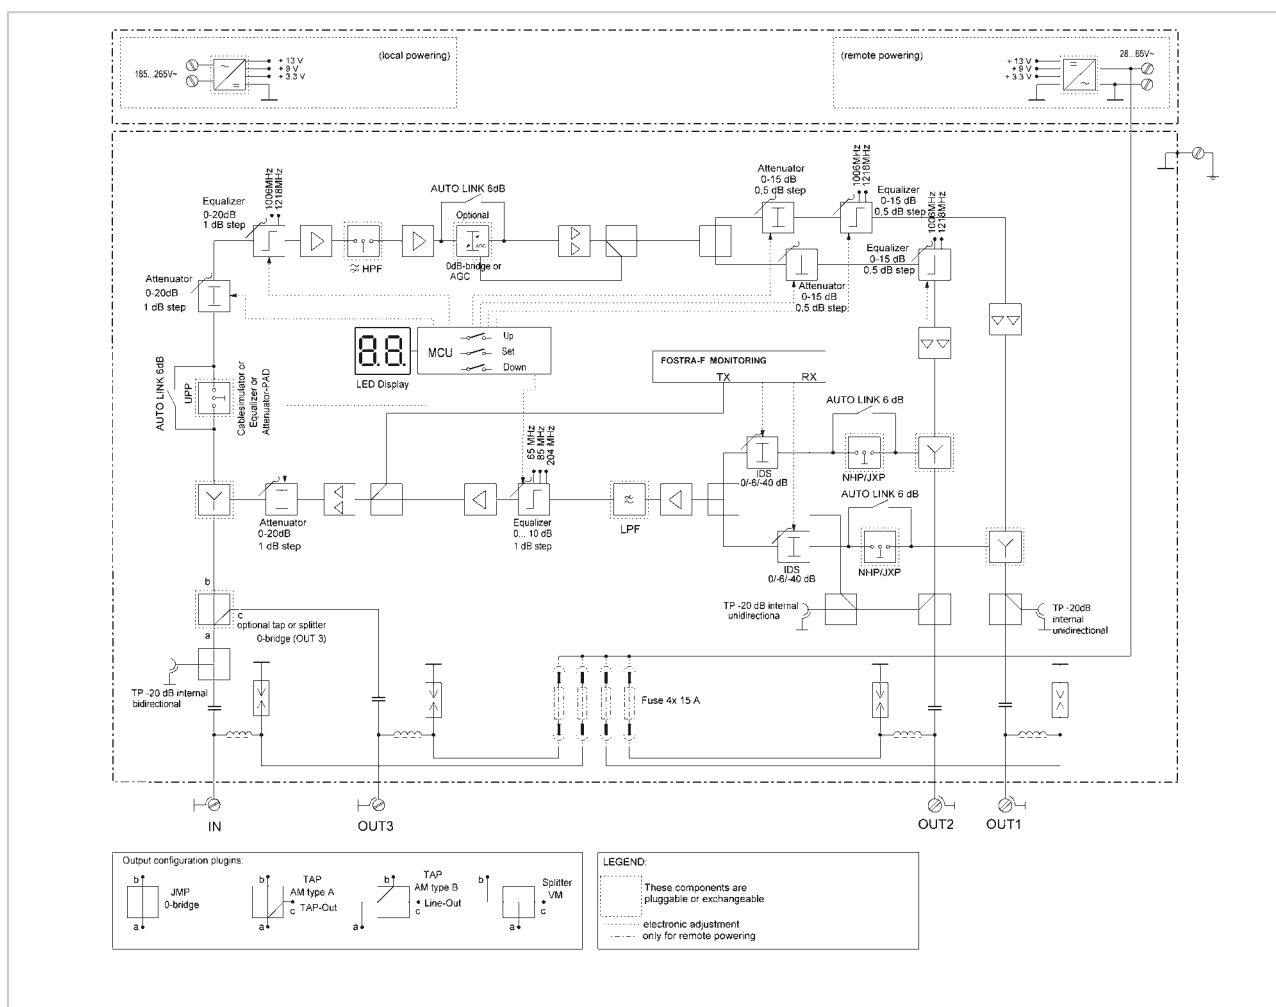 (local powering)
185...265V~
+ 13 V
+ 9 V
+ 3.3 V
(remote powering)
28...65V~
+ 13 V
+ 9 V
+ 3.3 V
Equalizer
0-20dB
1 dB step
1006MHz
1218MHz
HPF
AUTO LINK 6dB
Optional
AGC
0dB-bridge or
AGC
Attenuator
0-15 dB
0,5 dB step
1006MHz
1218MHz
Equalizer
0-15 dB
0,5 dB step
1006MHz
1218MHz
Equalizer
0-15 dB
0,5 dB step
Attenuator
0-15 dB
0,5 dB step
Attenuator
0-20dB
1 dB step
88
LED Display
MCU
Up
Set
Down
FOSTRA-F MONITORING
TX
RX
AUTO LINK 6dB
UPP
Cablesimulator or
Equalizer or
Attenuator-PAD
AUTO LINK 6 dB
NHP/JXP
IDS
0/-6/-40 dB
AUTO LINK 6 dB
NHP/JXP
IDS
0/-6/-40 dB
65 MHz
85 MHz
204 MHz
Attenuator
0-20dB
1 dB step
Equalizer
0... 10 dB
1 dB step
LPF
b
c
optional tap or splitter
a
0-bridge (OUT 3)
TP -20 dB internal
bidirectional
TP -20 dB internal
unidirectiona
TP -20dB
internal
unidirectional
Fuse 4x 15 A
IN
OUT3
OUT2
OUT1
Output configuration plugins:
b
JMP
0-bridge
a
b
TAP
AM type A
TAP-Out
c
a
b
TAP
AM type B
Line-Out
c
a
b
Splitter
VM
c
a
LEGEND:
These components are
pluggable or exchangeable
electronic adjustment
only for remote powering